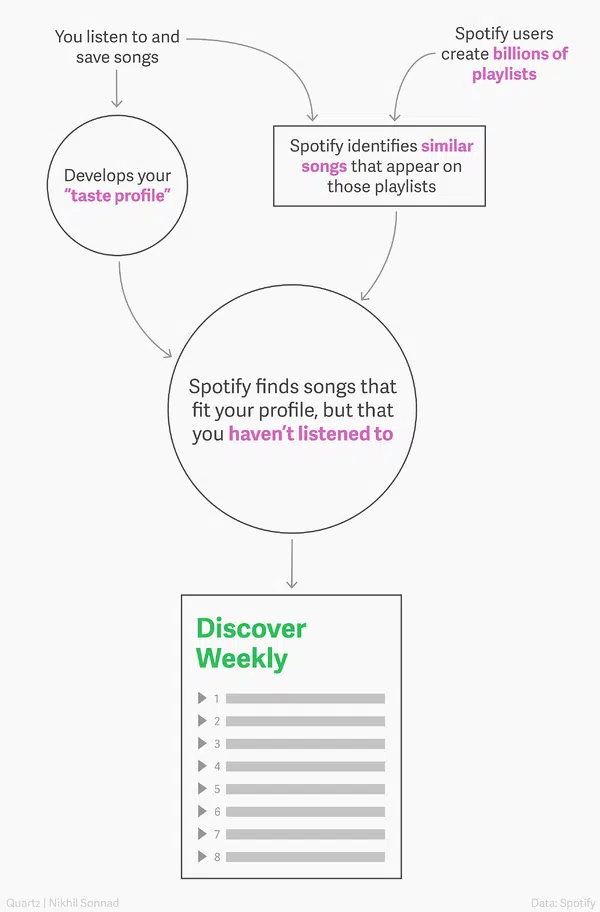 You listen to and
save songs
Spotify users
create billions of
playlists
Develops your
”taste profile”
Spotify identifies similar
songs that appear on
those playlists
Spotify finds songs that
fit your profile, but that
you haven’t listened to
Discover
Weekly
1
2
3
4
5
6
7
8
Quartz | Nikhil Sonnad
Data: Spotify